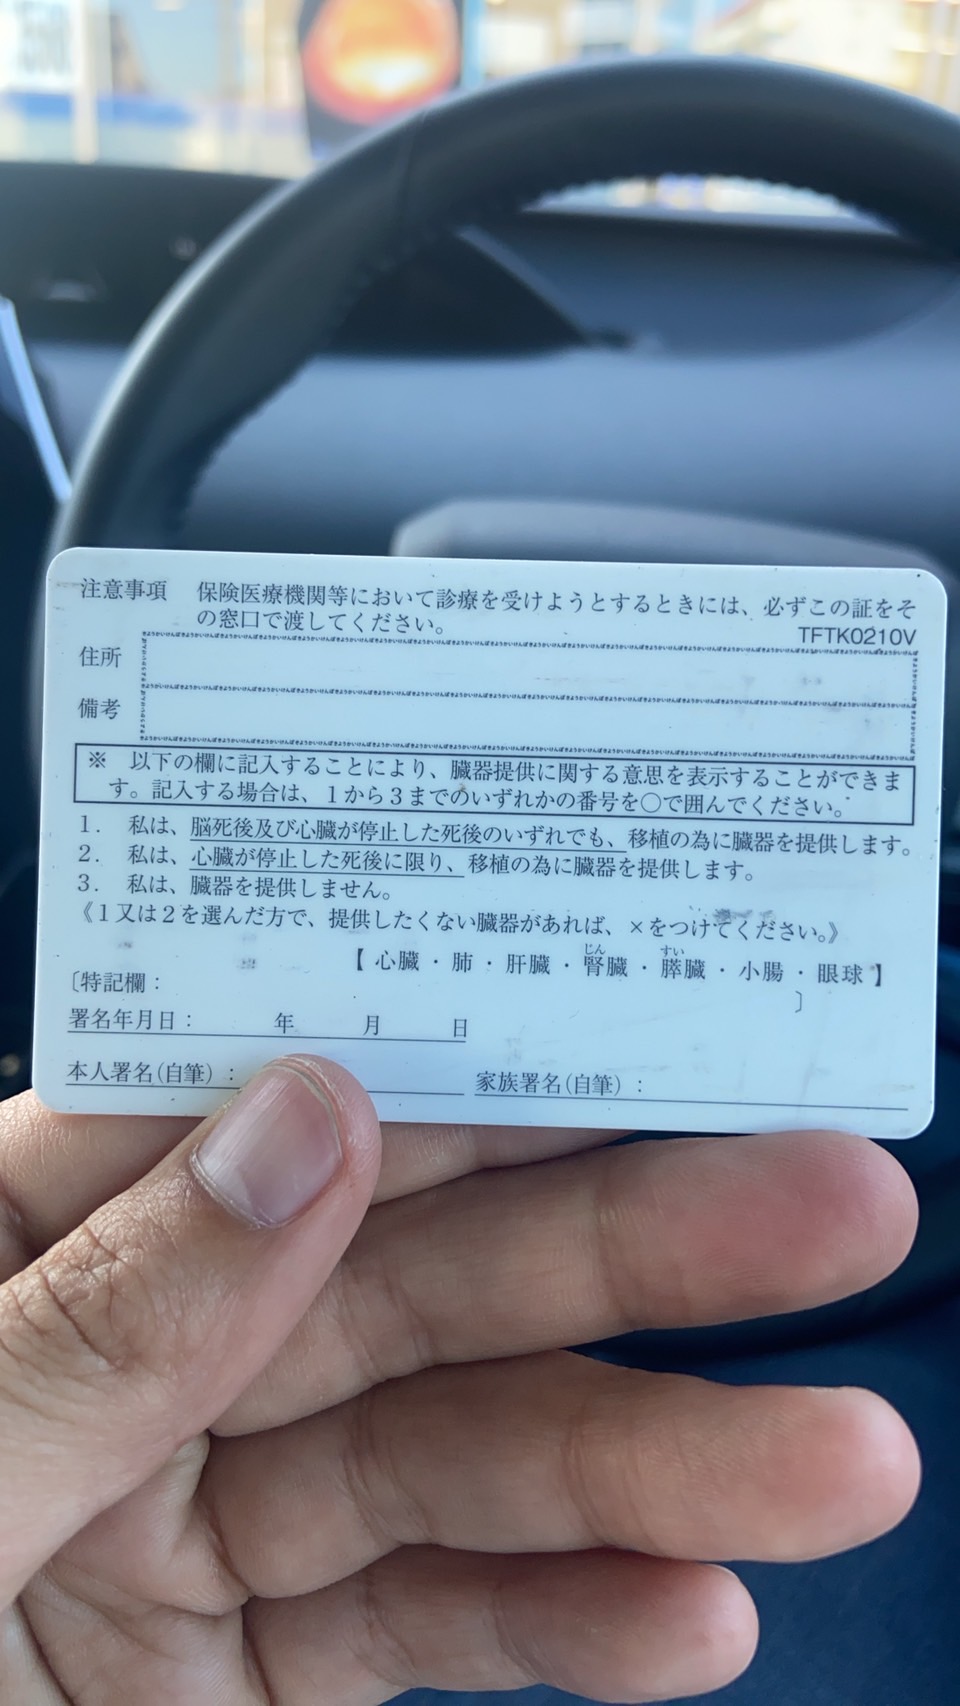 注意事項 保険医療機関等において診療を受けようとするときには、必ずこの証をそ
の窓口で渡してください。
TFTK0210V
住所
備考
※ 以下の欄に記入することにより、臓器提供に関する意思を表示することができま
す。記入する場合は、1から3までのいずれかの番号を○で囲んでください。
1. 私は、脳死後及び心臓が停止した死後のいずれでも、移植の為に臓器を提供します。
2. 私は、心臓が停止した死後に限り、移植の為に臓器を提供します。
3. 私は、臓器を提供しません。
《1又は2を選んだ方で、提供したくない臓器があれば、×をつけてください。》
じん すい
【 心臓 ・ 肺 ・ 肝臓 ・ 腎臓 ・ 膵臓 ・ 小腸 ・ 眼球 】
〔特記欄: 〕
署名年月日: 年 月 日
本人署名(自筆): 家族署名(自筆):